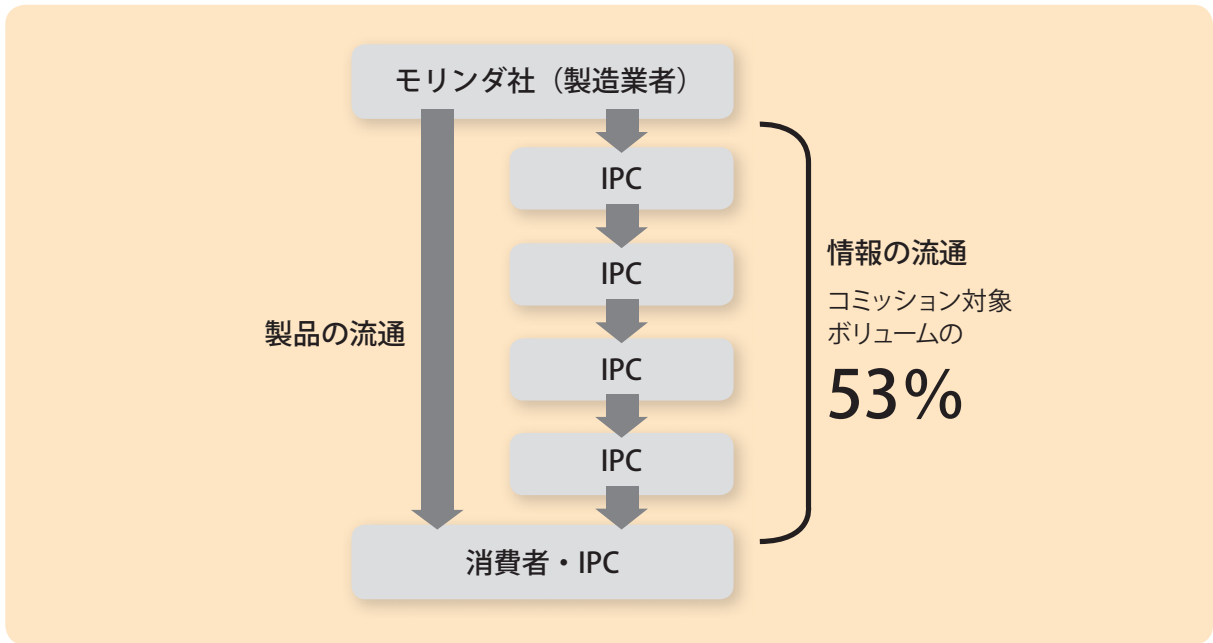 モリンダ社（製造業者）
IPC
IPC
IPC
IPC
消費者・IPC
製品の流通
情報の流通
コミッション対象
ボリュームの
53%